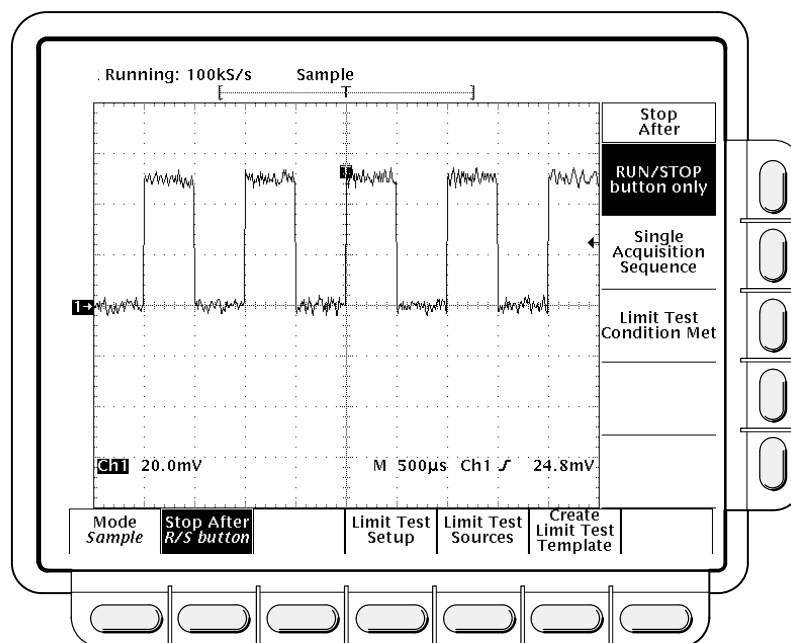 Running: 100kS/s Sample
T
Stop
After
RUN/STOP
button only
Single
Acquisition
Sequence
Limit Test
Condition Met
1→
Ch1 20.0mV M 500µs Ch1 ƒ 24.8mV
Mode
Sample
Stop After
R/S button
Limit Test
Setup
Limit Test
Sources
Create
Limit Test
Template